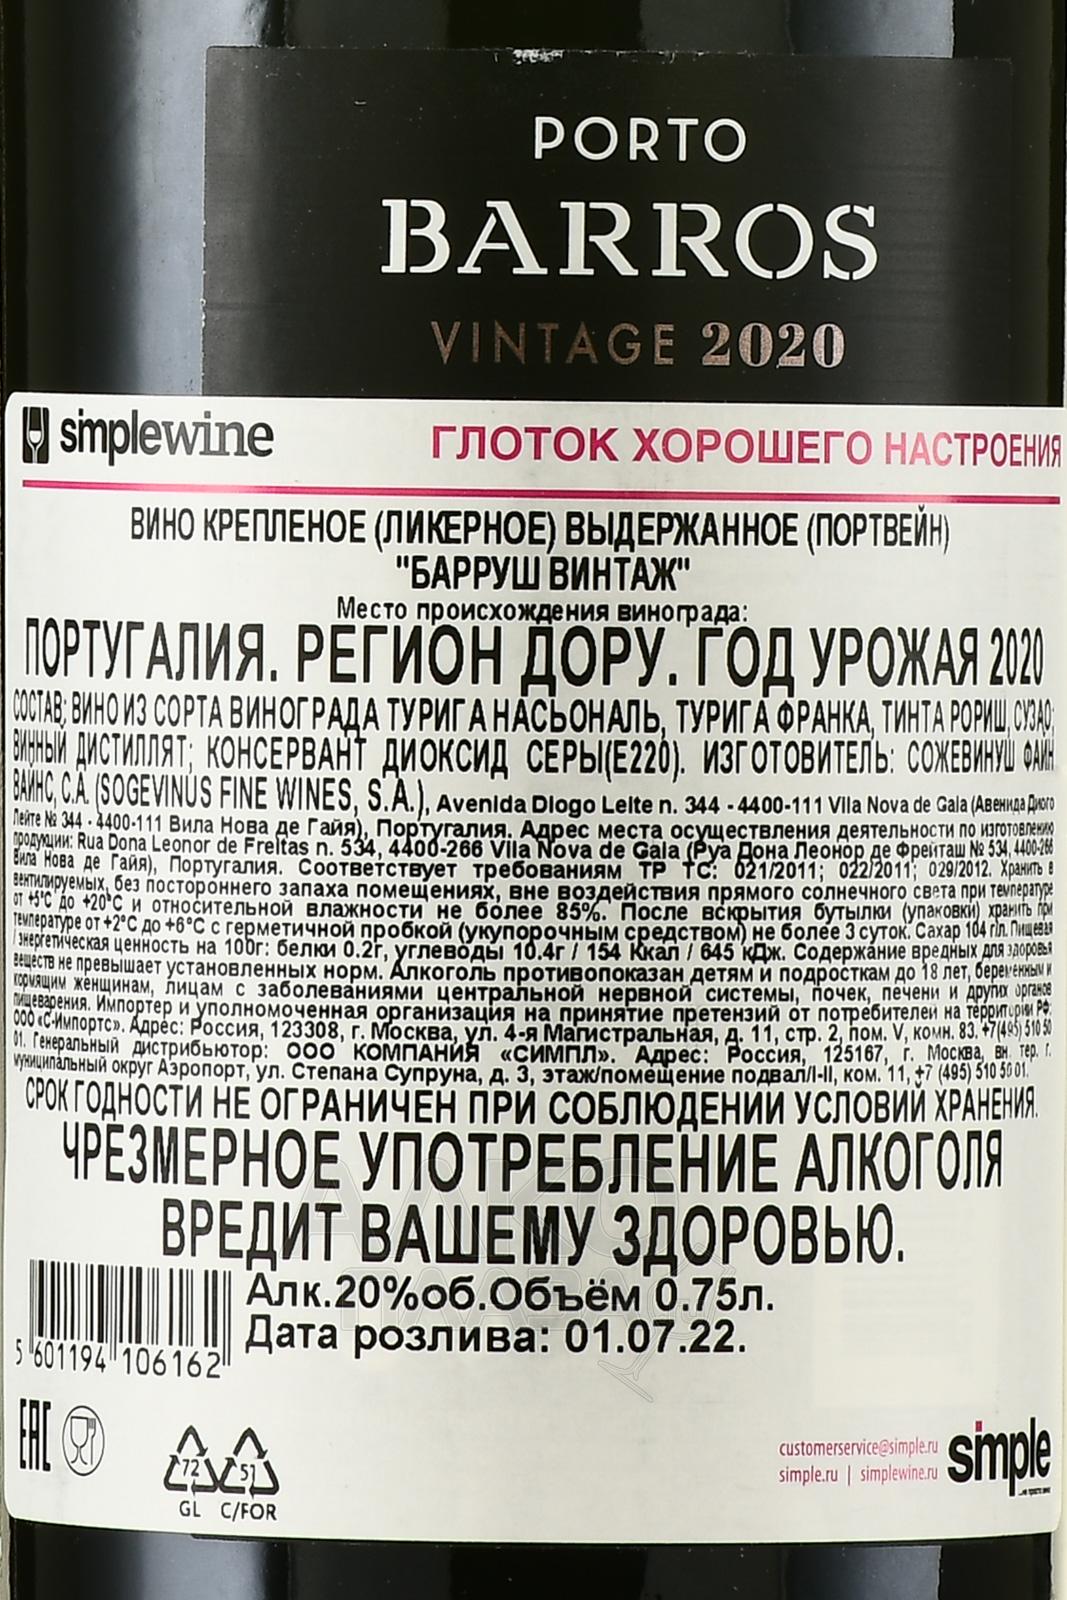 PORTO
BARROS
VINTAGE 2020
simplewine
ГЛОТОК ХОРОШЕГО НАСТРОЕНИЯ
ВИНО КРЕПЛЕНОЕ (ЛИКЕРНОЕ) ВЫДЕРЖАННОЕ (ПОРТВЕЙН)
"БАРРУШ ВИНТАЖ"
Место происхождения винограда:
ПОРТУГАЛИЯ. РЕГИОН ДОРУ. ГОД УРОЖАЯ 2020
СОСТАВ: ВИНО ИЗ СОРТА ВИНОГРАДА ТУРИГА НАСЬОНАЛЬ, ТУРИГА ФРАНКА, ТИНТА РОРИШ, СУЗАО;
ВИННЫЙ ДИСТИЛЛЯТ; КОНСЕРВАНТ ДИОКСИД СЕРЫ(Е220). ИЗГОТОВИТЕЛЬ: СОЖЕВИНУШ ФАЙН
ВАЙНС, С.А. (SOGEVINUS FINE WINES, S.A.), Avenida Diogo Leite n. 344 - 4400-111 Vila Nova de Gaia (Авенида Диого
Лейте № 344 - 4400-111 Вила Нова де Гайя), Португалия. Адрес места осуществления деятельности по изготовлению
продукции: Rua Dona Leonor de Freitas n. 534, 4400-266 Vila Nova de Gaia (Руа Дона Леонор де Фрейташ № 534, 4400-266
Вила Нова де Гайя), Португалия. Соответствует требованиям ТР ТС: 021/2011; 022/2011; 029/2012. Хранить в
вентилируемых, без постороннего запаха помещениях, вне воздействия прямого солнечного света при температуре
от +5°С до +20°С и относительной влажности не более 85%. После вскрытия бутылки (упаковки) хранить при
температуре от +2°С до +6°С с герметичной пробкой (укупорочным средством) не более 3 суток. Сахар 104 г/л. Пищевая
/ энергетическая ценность на 100г: белки 0.2г, углеводы 10.4г / 154 Ккал / 645 кДж. Содержание вредных для здоровья
веществ не превышает установленных норм. Алкоголь противопоказан детям и подросткам до 18 лет, беременным и
кормящим женщинам, лицам с заболеваниями центральной нервной системы, почек, печени и других органов
пищеварения. Импортер и уполномоченная организация на принятие претензий от потребителей на территории РФ:
ООО «С-Импортс». Адрес: Россия, 123308, г. Москва, ул. 4-я Магистральная, д. 11, стр. 2, пом. V, комн. 83. +7(495) 510 50
01. Генеральный дистрибьютор: ООО КОМПАНИЯ «СИМПЛ». Адрес: Россия, 125167, г. Москва, вн. тер. г.
муниципальный округ Аэропорт, ул. Степана Супруна, д. 3, этаж/помещение подвал/I-II, ком. 11, +7 (495) 510 50 01.
СРОК ГОДНОСТИ НЕ ОГРАНИЧЕН ПРИ СОБЛЮДЕНИИ УСЛОВИЙ ХРАНЕНИЯ.
ЧРЕЗМЕРНОЕ УПОТРЕБЛЕНИЕ АЛКОГОЛЯ
ВРЕДИТ ВАШЕМУ ЗДОРОВЬЮ.
Алк.20%об.Объём 0.75л.
Дата розлива: 01.07.22.
5 601194 106162
EAC
72 51
GL C/FOR
customerservice@simple.ru
simple.ru | simplewine.ru
simple